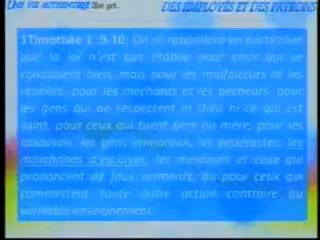 UNE VIE AUTHENTIQUE
DES EMPLOYÉS ET DES PATRONS
1Timothée 1 :9-10: On se rappellera en particulier
que la loi n'est pas établie pour ceux qui se
conduisent bien, mais pour les malfaiteurs et les
rebelles, pour les méchants et les pécheurs, pour
les gens qui ne respectent ni Dieu ni ce qui est
saint, pour ceux qui tuent père ou mère, pour les
assassins, les gens immoraux, les pédérastes, les
marchands d'esclaves, les menteurs et ceux qui
prononcent de faux serments, ou pour ceux qui
commettent toute autre action contraire au
véritable enseignement.